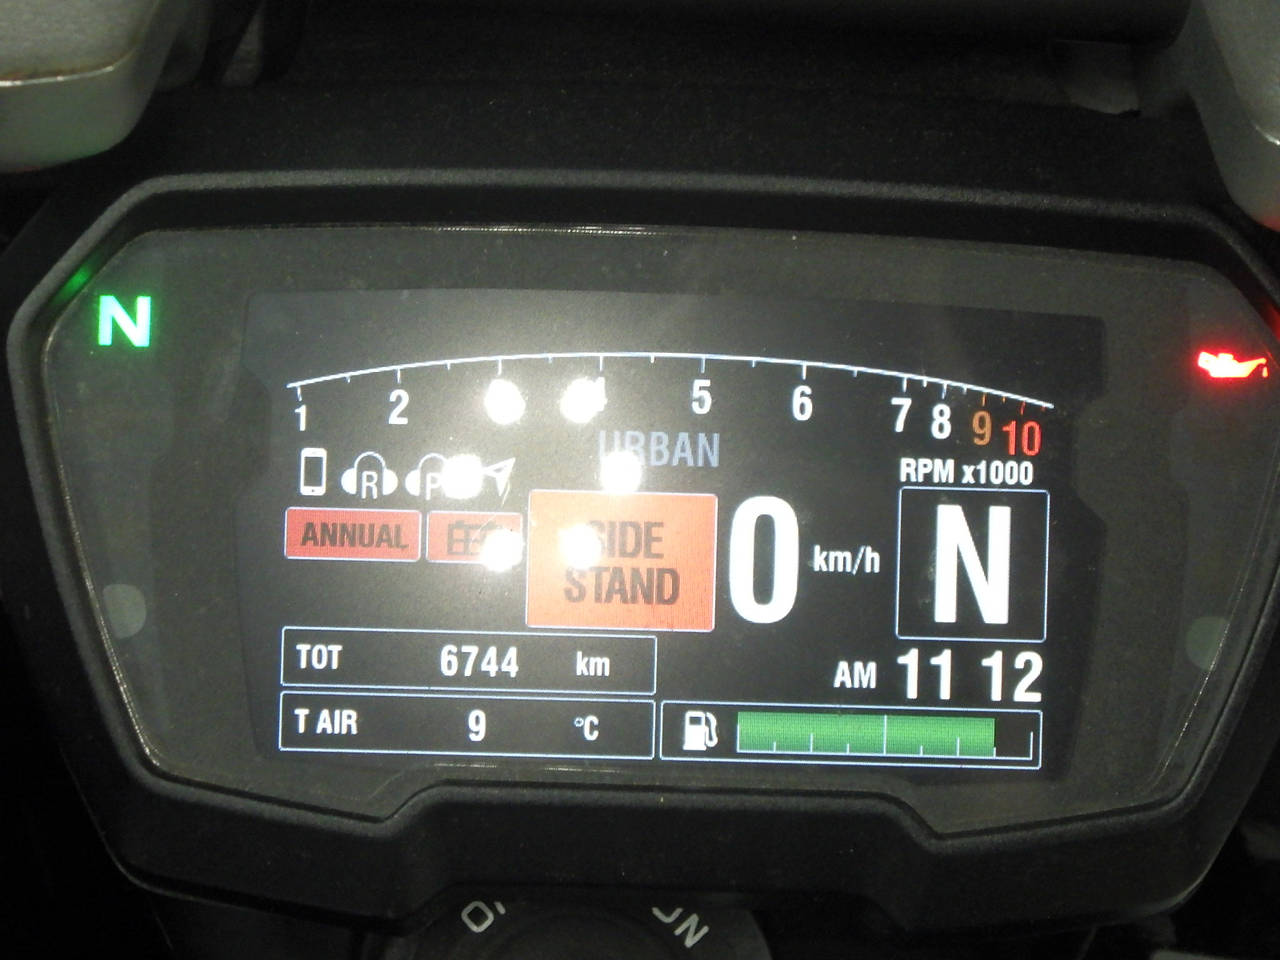 N
1 2 4 5 6 7 8 9 10
URBAN
RPM x1000
R P
ANNUAL
SIDE
STAND
0 km/h
N
TOT 6744 km
AM 11 12
T AIR 9 °C